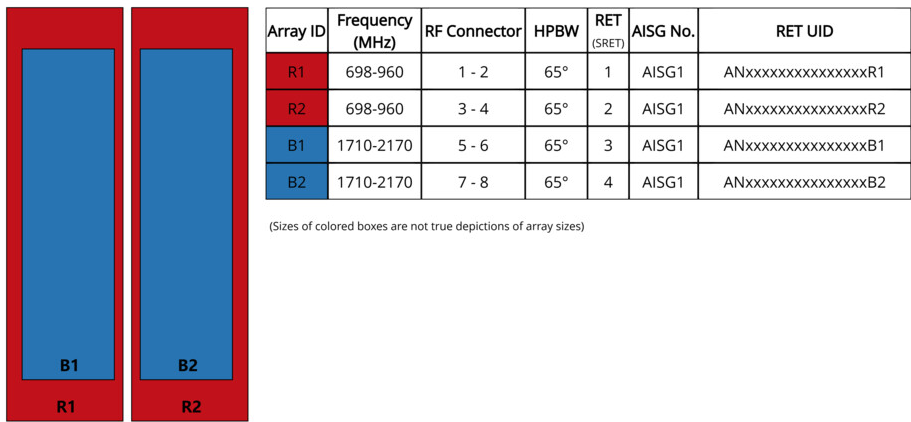 Array ID Frequency (MHz) RF Connector HPBW RET (SRET) AISG No. RET UID
R1 698-960 1 - 2 65° 1 AISG1 ANxxxxxxxxxxxxxxxR1
R2 698-960 3 - 4 65° 2 AISG1 ANxxxxxxxxxxxxxxxR2
B1 1710-2170 5 - 6 65° 3 AISG1 ANxxxxxxxxxxxxxxxB1
B2 1710-2170 7 - 8 65° 4 AISG1 ANxxxxxxxxxxxxxxxB2
(Sizes of colored boxes are not true depictions of array sizes)
B1 B2
R1 R2